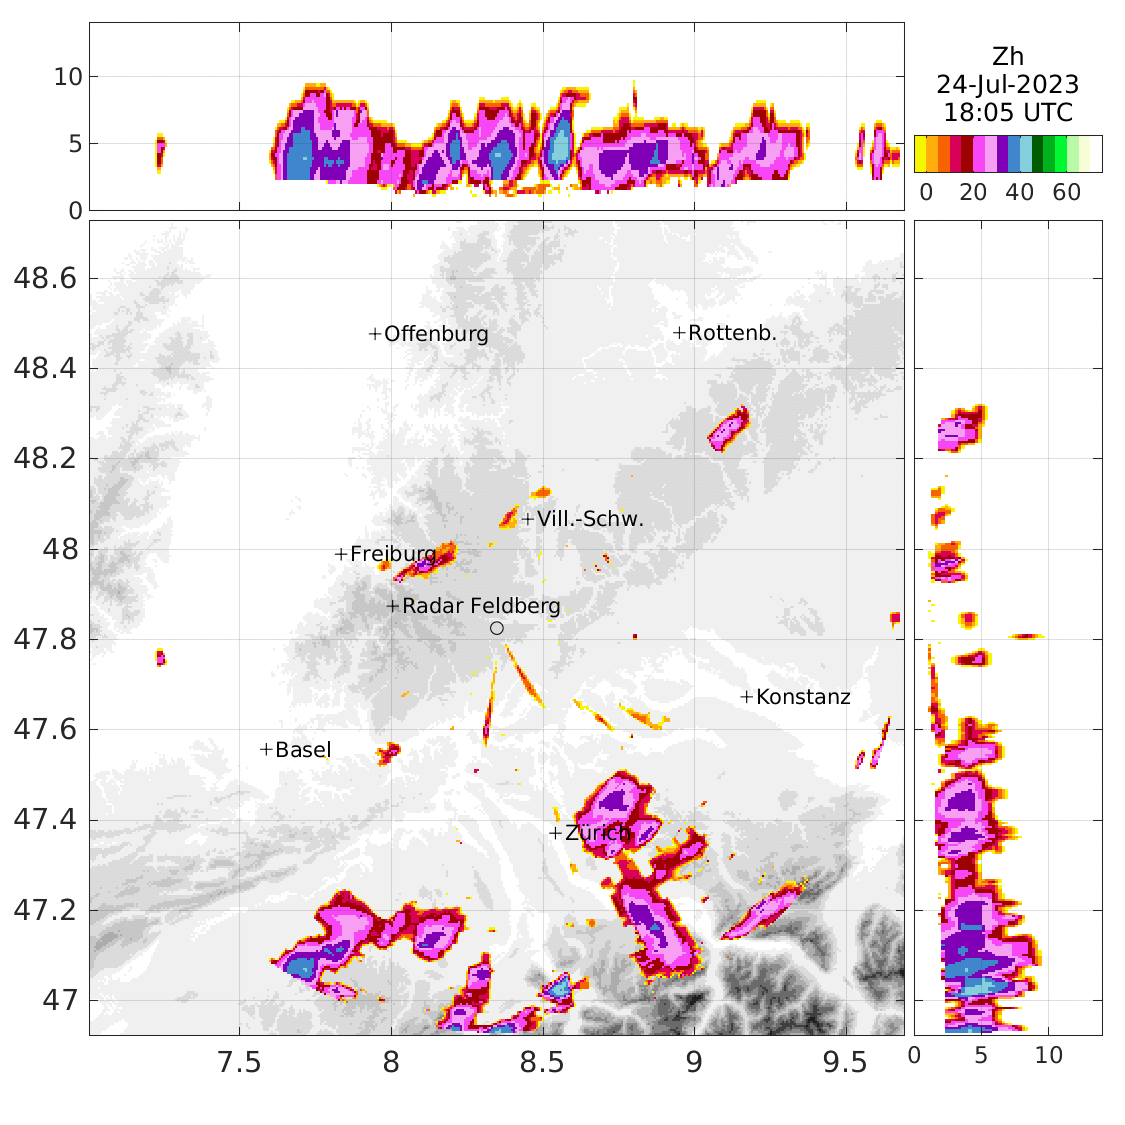 Zh
24-Jul-2023
18:05 UTC
0 20 40 60
10
5
0
48.6
48.4
48.2
48
47.8
47.6
47.4
47.2
47
+Offenburg
+Rottenb.
+Vill.-Schw.
+Freiburg
+Radar Feldberg
+Konstanz
+Basel
+Zürich
7.5 8 8.5 9 9.5
0 5 10